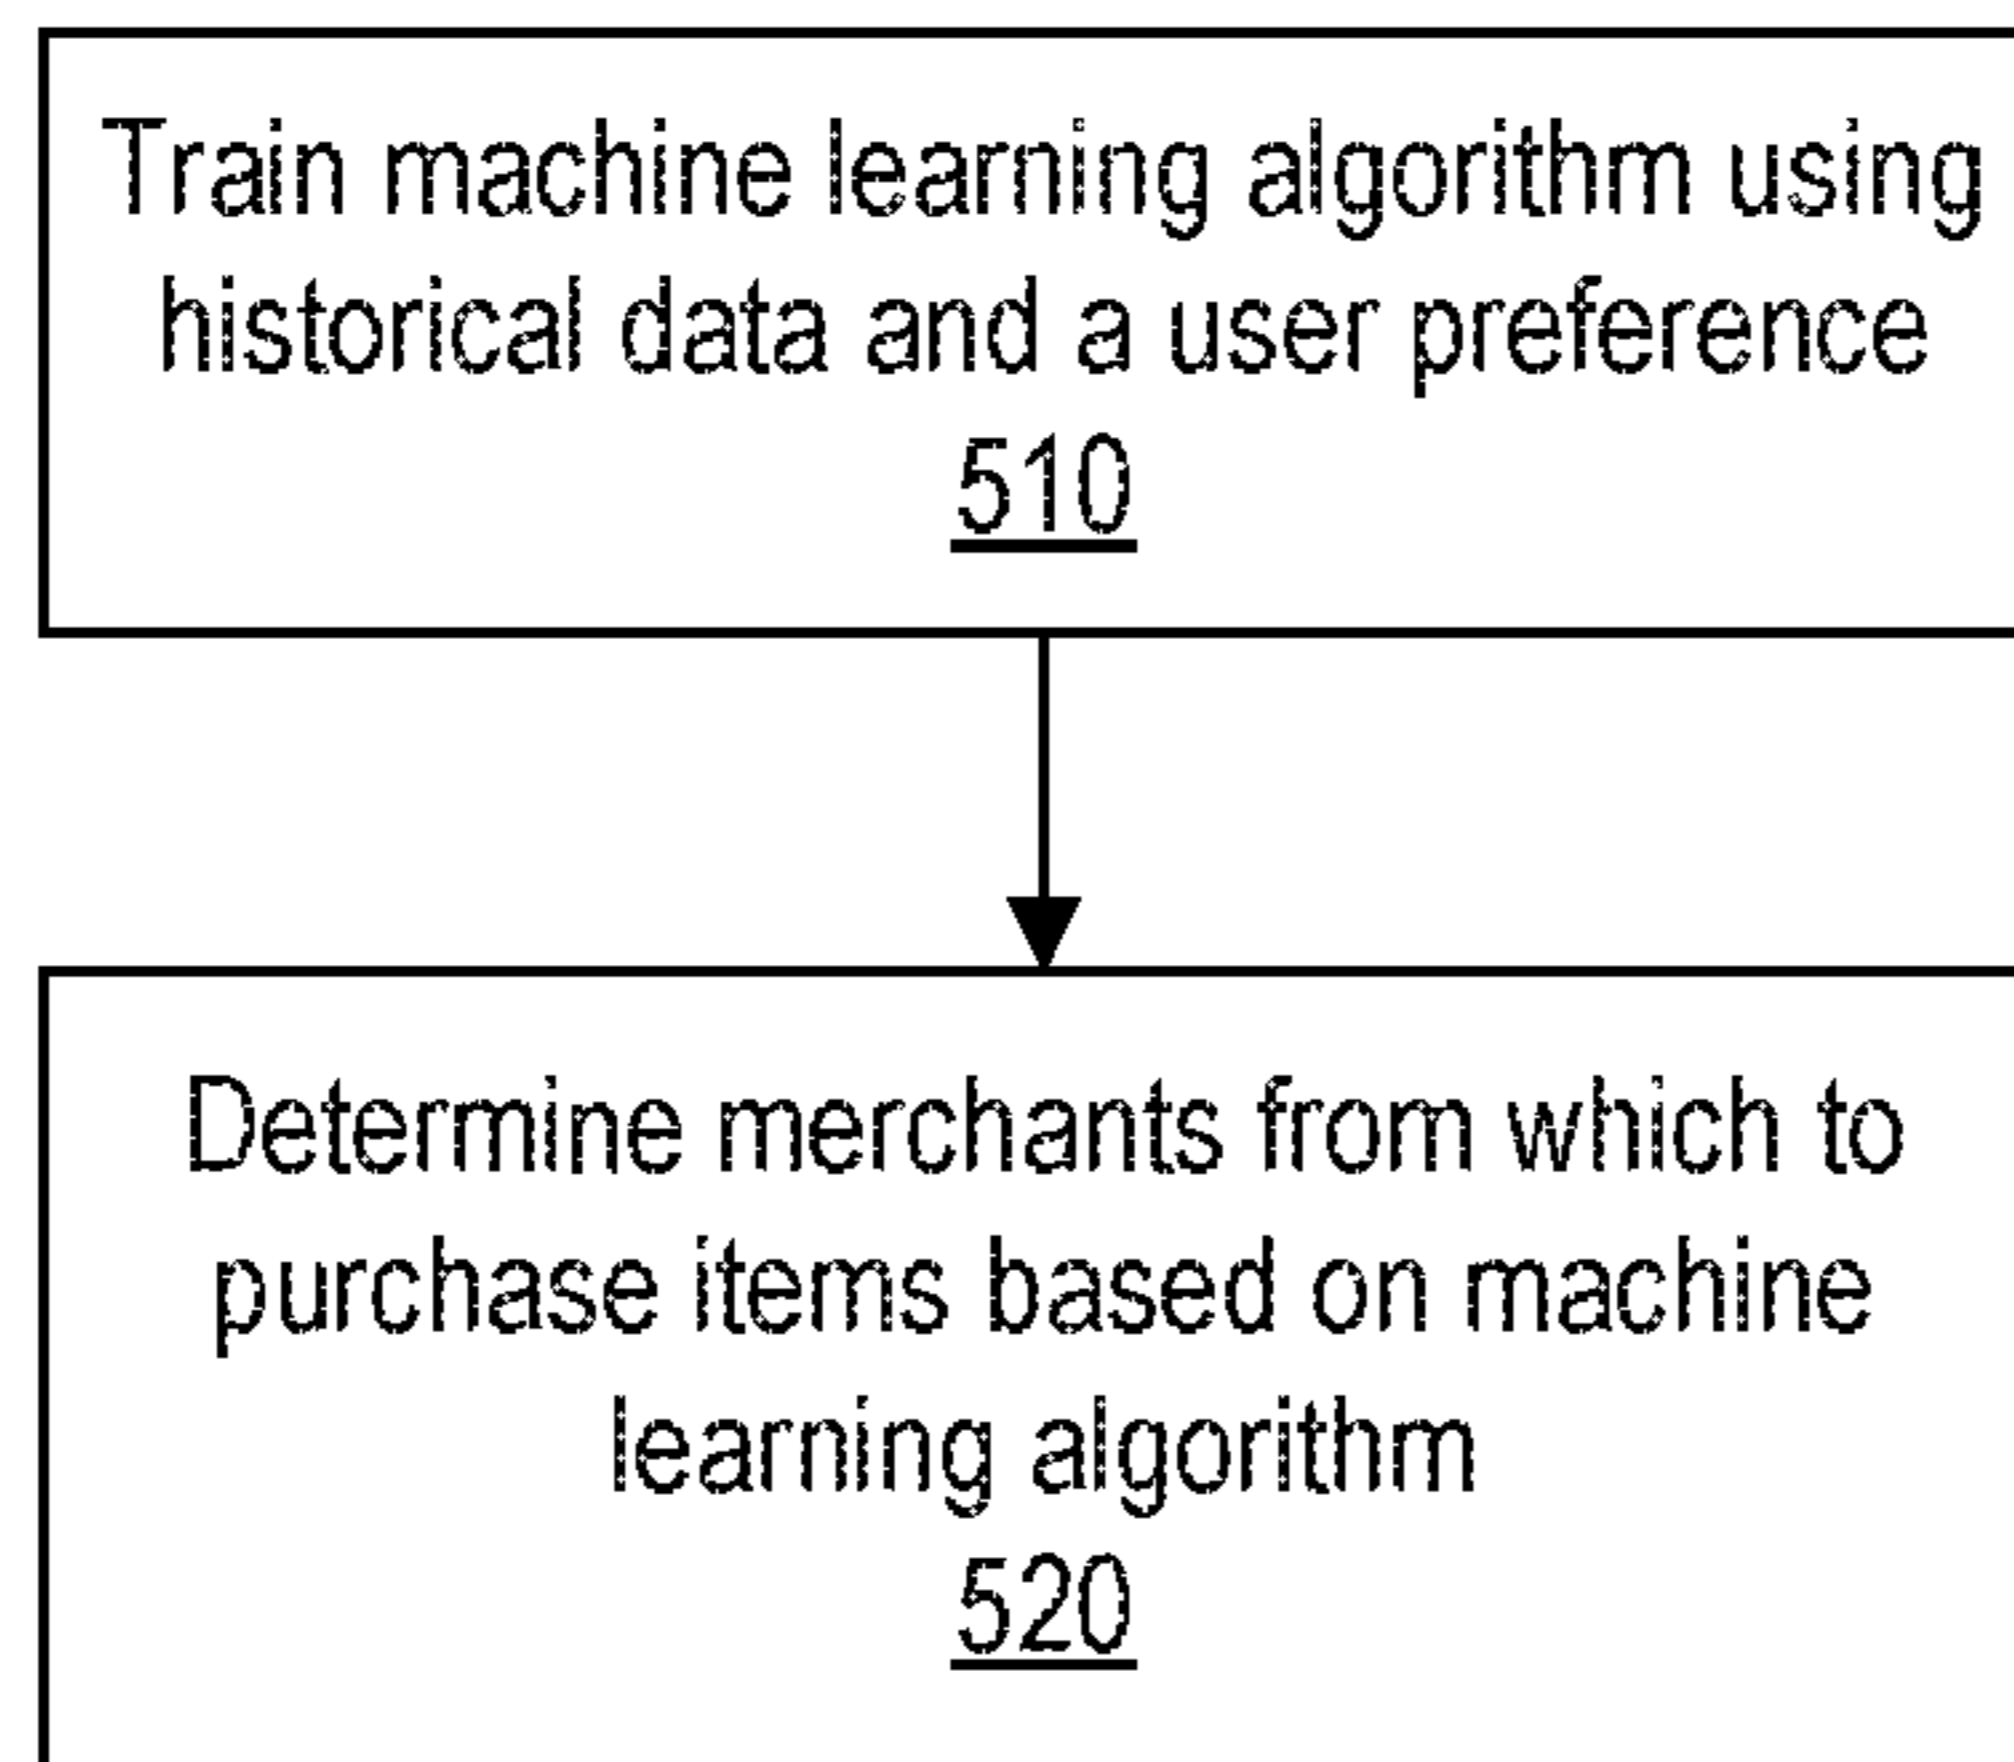 Train machine learning algorithm using
historical data and a user preference
510
Determine merchants from which to
purchase items based on machine
learning algorithm
520